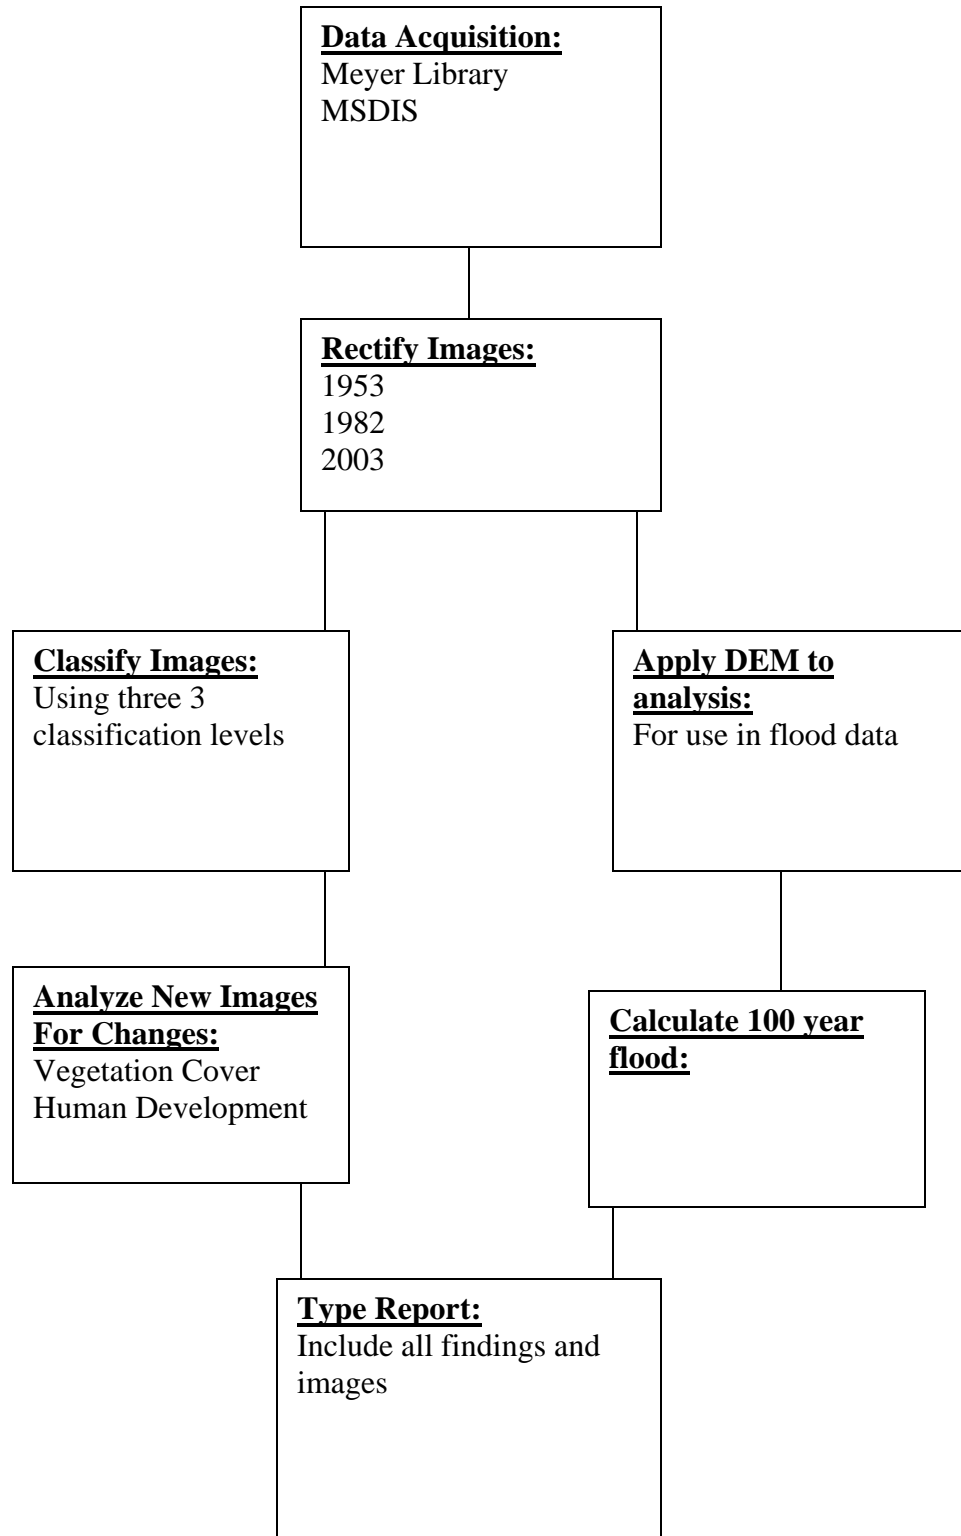 Data Acquisition:
Meyer Library
MSDIS
Rectify Images:
1953
1982
2003
Classify Images:
Using three 3
classification levels
Apply DEM to
analysis:
For use in flood data
Analyze New Images
For Changes:
Vegetation Cover
Human Development
Calculate 100 year
flood:
Type Report:
Include all findings and
images